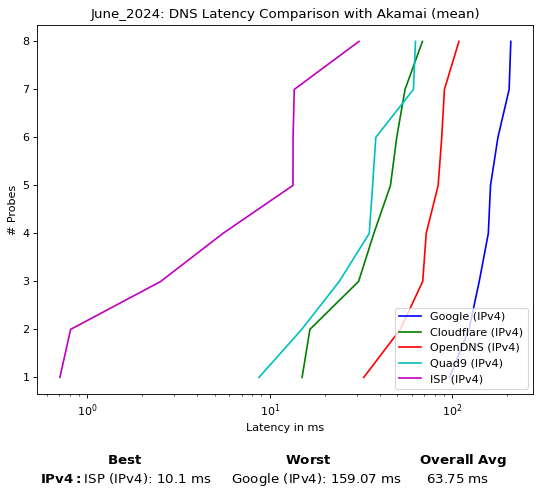 June_2024: DNS Latency Comparison with Akamai (mean)
8
7
6
5
4
3
2
1
# Probes
Google (IPv4)
Cloudflare (IPv4)
OpenDNS (IPv4)
Quad9 (IPv4)
ISP (IPv4)
10⁰ 10¹ 10²
Latency in ms
Best Worst Overall Avg
IPv4: ISP (IPv4): 10.1 ms Google (IPv4): 159.07 ms 63.75 ms